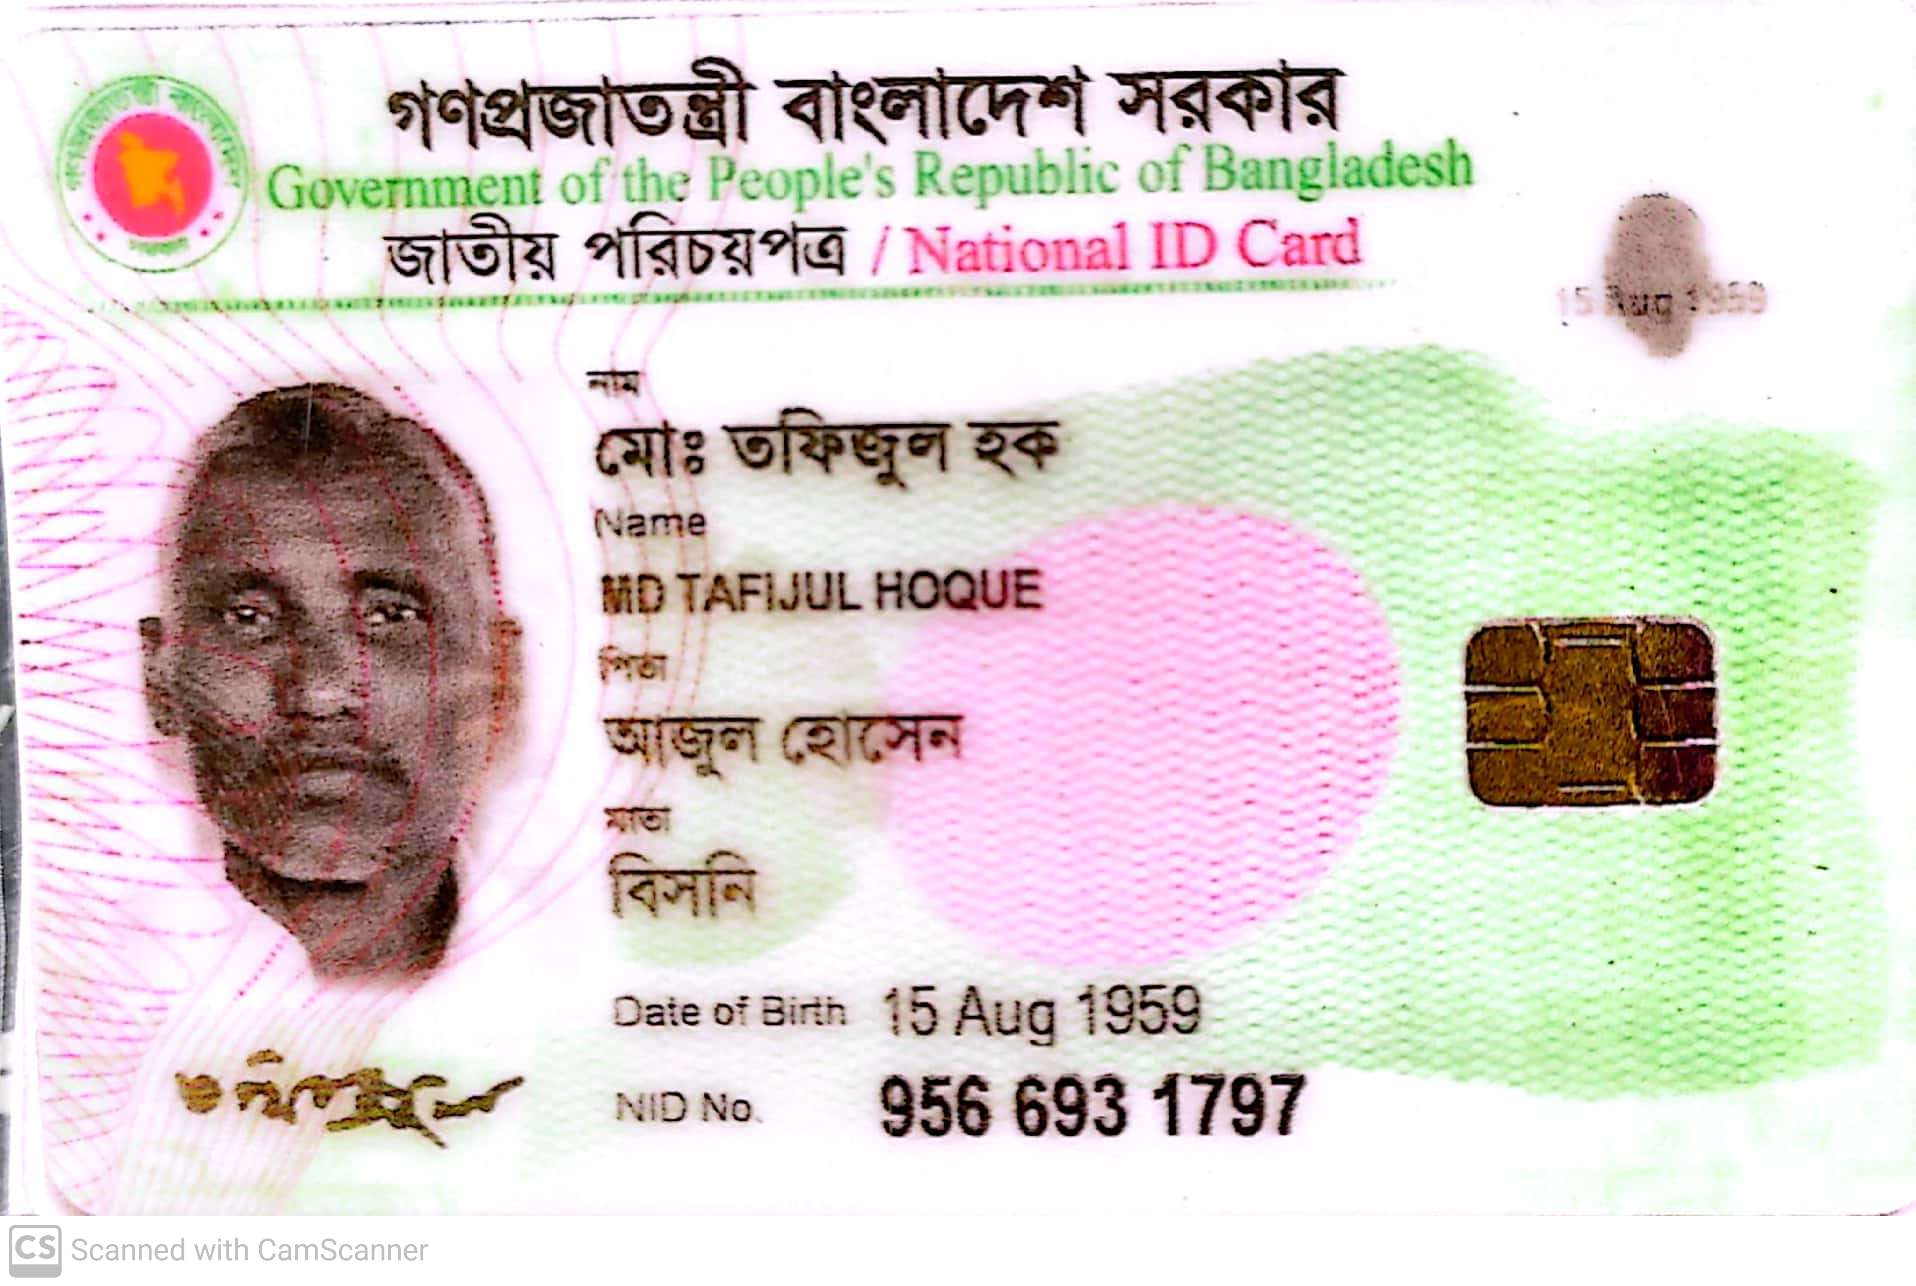 গণপ্রজাতন্ত্রী বাংলাদেশ সরকার
Government of the People's Republic of Bangladesh
জাতীয় পরিচয়পত্র / National ID Card
15 Aug 1959
নাম
মোঃ তফিজুল হক
Name
MD TAFIJUL HOQUE
পিতা
আজুল হোসেন
মাতা
বিসনি
Date of Birth 15 Aug 1959
NID No. 956 693 1797
CS Scanned with CamScanner